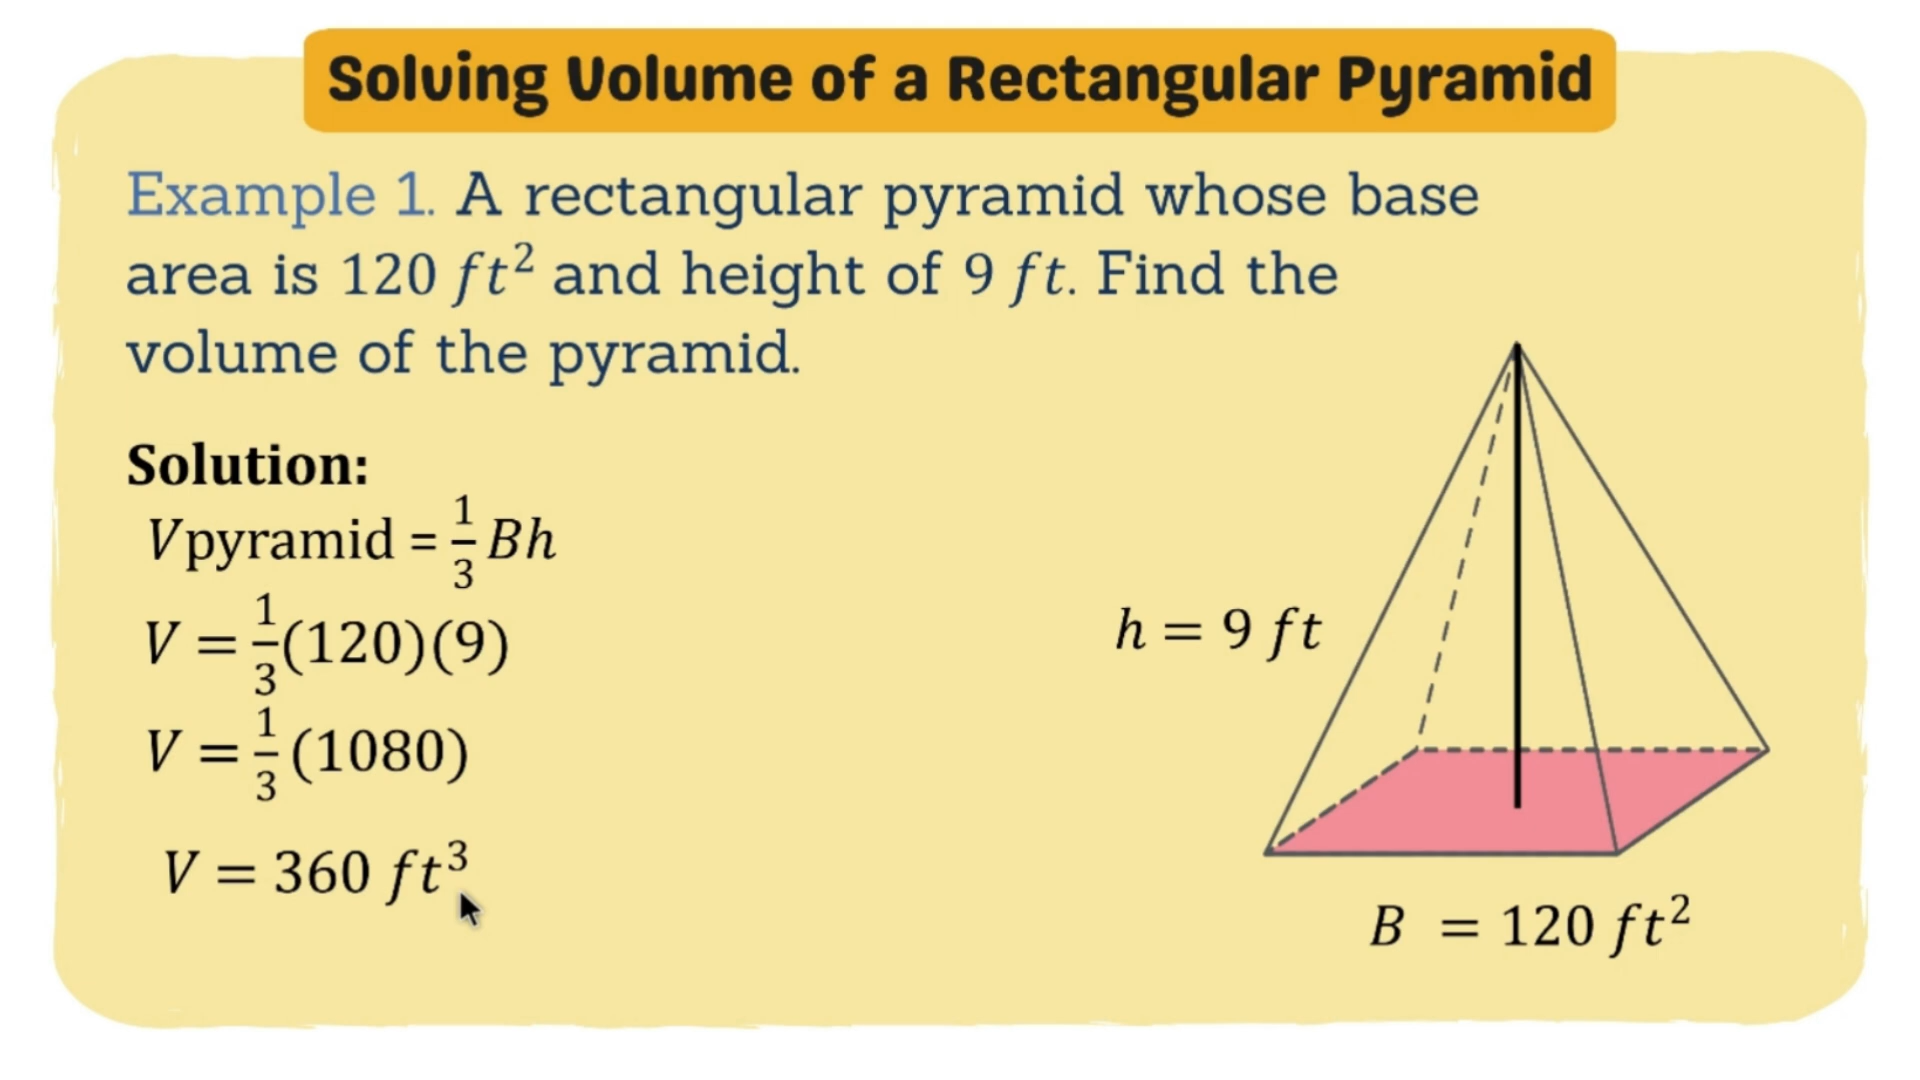 Solving Volume of a Rectangular Pyramid
Example 1. A rectangular pyramid whose base
area is 120 ft² and height of 9 ft. Find the
volume of the pyramid.
Solution:
Vpyramid = 1/3 Bh
V = 1/3 (120)(9)
V = 1/3 (1080)
V = 360 ft³
h = 9 ft
B = 120 ft²